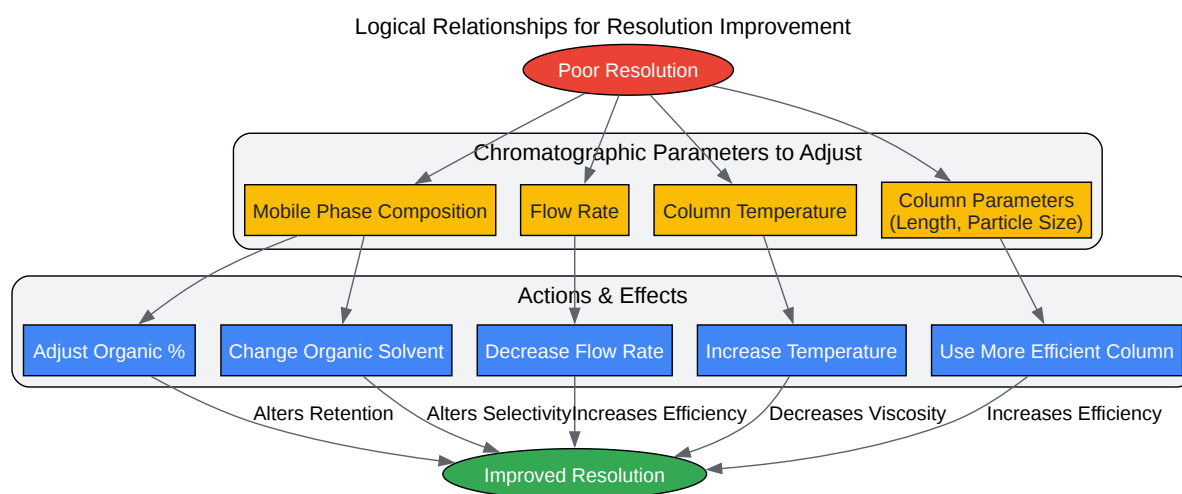 Logical Relationships for Resolution Improvement
Poor Resolution
Chromatographic Parameters to Adjust
Mobile Phase Composition
Flow Rate
Column Temperature
Column Parameters
(Length, Particle Size)
Actions & Effects
Adjust Organic %
Change Organic Solvent
Decrease Flow Rate
Increase Temperature
Use More Efficient Column
Alters Retention
Alters Selectivity
Increases Efficiency
Decreases Viscosity
Increases Efficiency
Improved Resolution